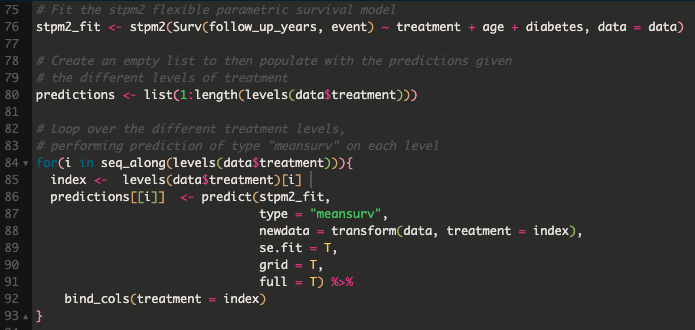 75 # Fit the stpm2 flexible parametric survival model
76 stpm2_fit <- stpm2(Surv(follow_up_years, event) ~ treatment + age + diabetes, data = data)
77
78 # Create an empty list to then populate with the predictions given
79 # the different levels of treatment
80 predictions <- list(1:length(levels(data$treatment)))
81
82 # Loop over the different treatment levels,
83 # performing prediction of type "meansurv" on each level
84 for(i in seq_along(levels(data$treatment))){
85   index <-  levels(data$treatment)[i]
86   predictions[[i]]  <- predict(stpm2_fit,
87                                type = "meansurv",
88                                newdata = transform(data, treatment = index),
89                                se.fit = T,
90                                grid = T,
91                                full = T) %>%
92     bind_cols(treatment = index)
93 }